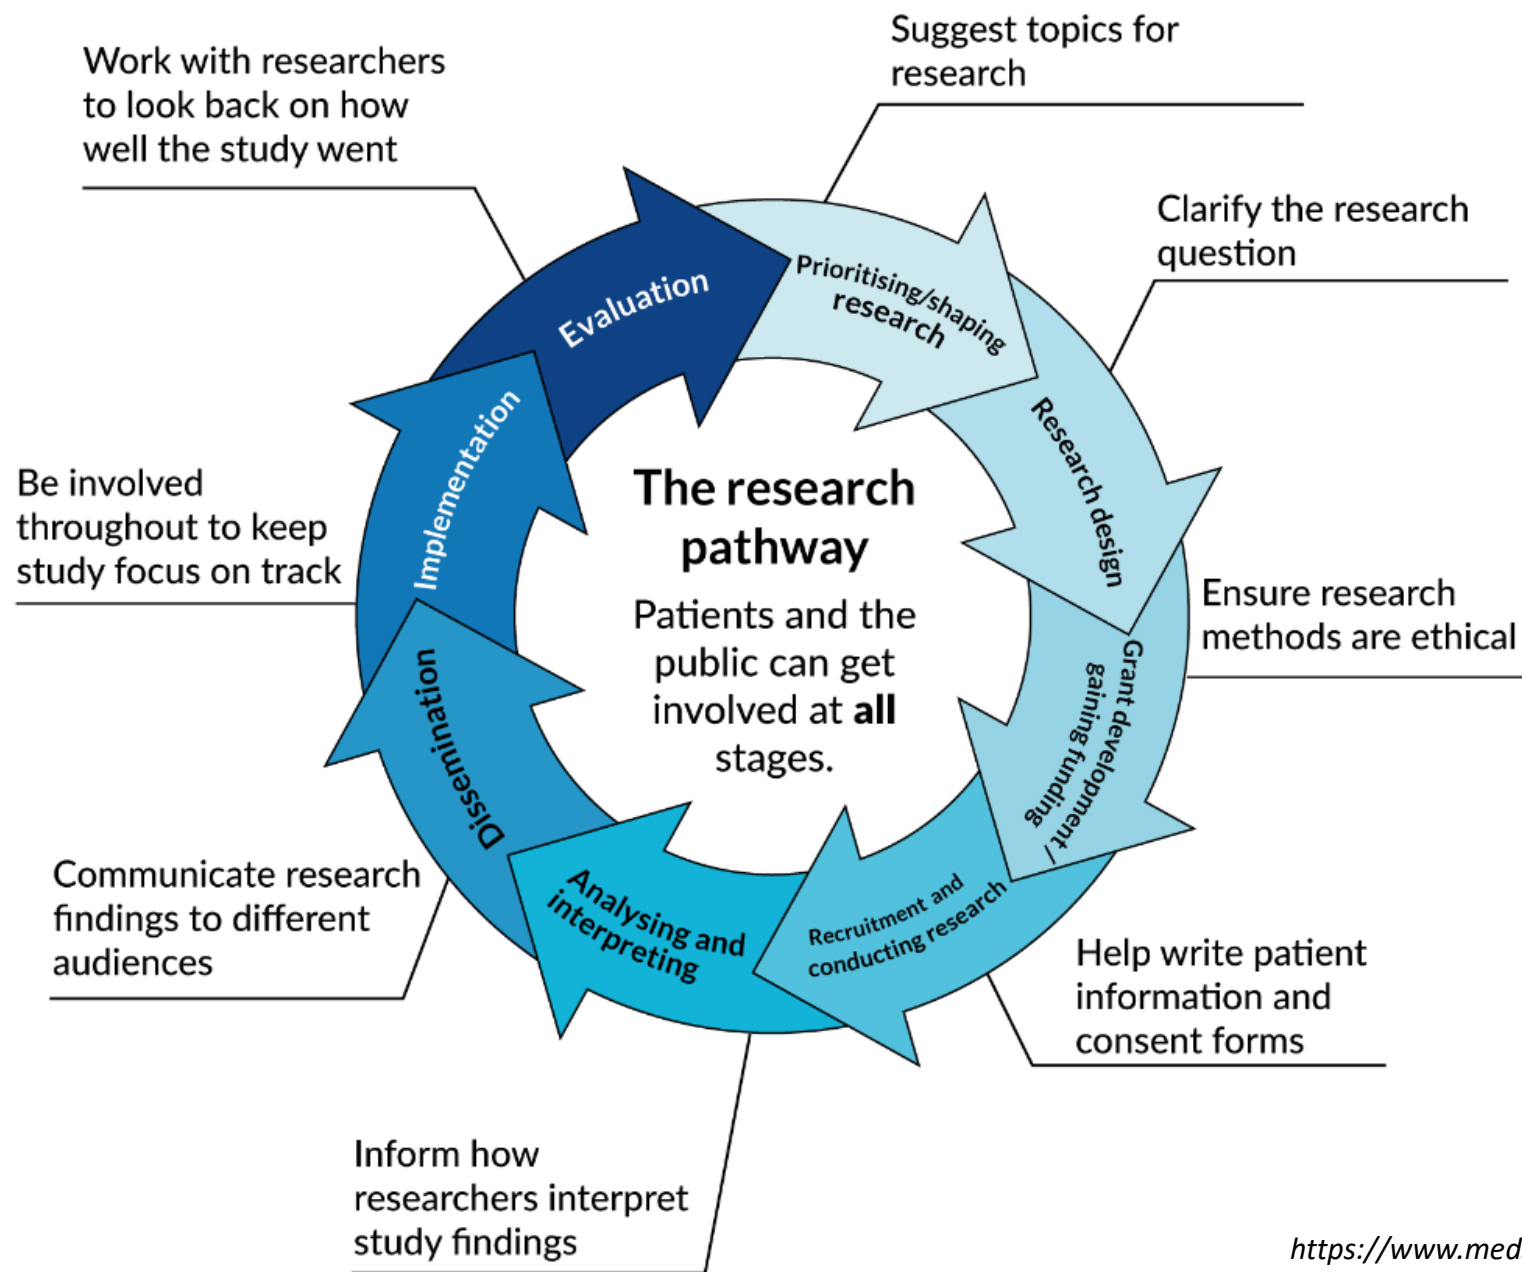 Suggest topics for
research
Clarify the research
question
Ensure research
methods are ethical
Help write patient
information and
consent forms
Inform how
researchers interpret
study findings
Communicate research
findings to different
audiences
Be involved
throughout to keep
study focus on track
Work with researchers
to look back on how
well the study went
Prioritising/shaping
research
Research design
Grant development /
gaining funding
Recruitment and
conducting research
Analysing and
interpreting
Dissemination
Implementation
Evaluation
The research
pathway
Patients and the
public can get
involved at all
stages.
https://www.med